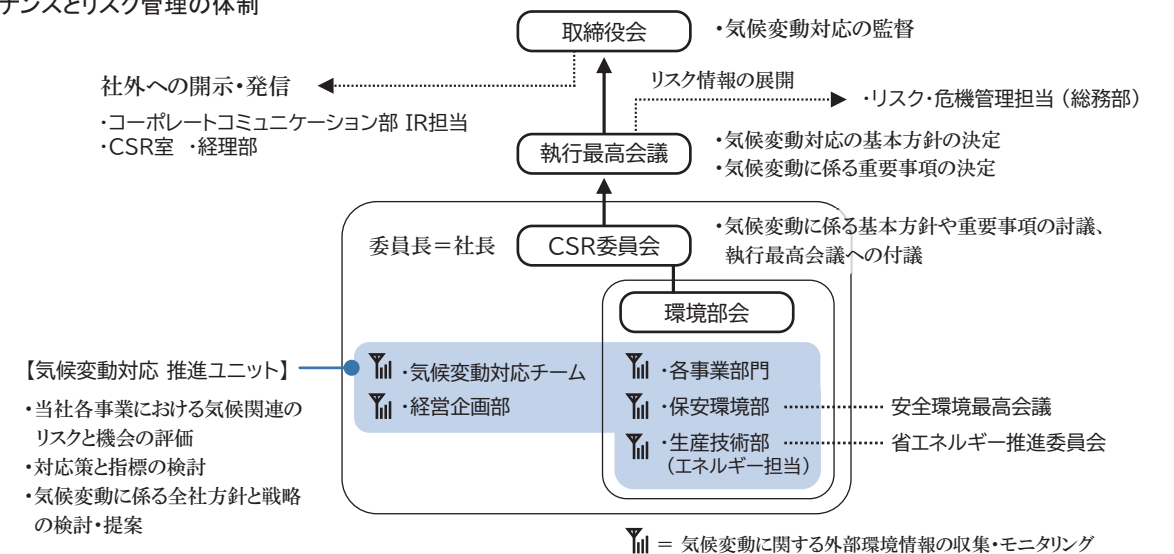 ナンスとリスク管理の体制
取締役会
・気候変動対応の監督
社外への開示・発信
・コーポレートコミュニケーション部 IR担当
・CSR室 ・経理部
リスク情報の展開
・リスク・危機管理担当（総務部）
執行最高会議
・気候変動対応の基本方針の決定
・気候変動に係る重要事項の決定
委員長＝社長
CSR委員会
・気候変動に係る基本方針や重要事項の討議、
執行最高会議への付議
環境部会
【気候変動対応 推進ユニット】
・当社各事業における気候関連の
リスクと機会の評価
・対応策と指標の検討
・気候変動に係る全社方針と戦略
の検討・提案
・気候変動対応チーム
・経営企画部
・各事業部門
・保安環境部
安全環境最高会議
・生産技術部
（エネルギー担当）
省エネルギー推進委員会
＝ 気候変動に関する外部環境情報の収集・モニタリング